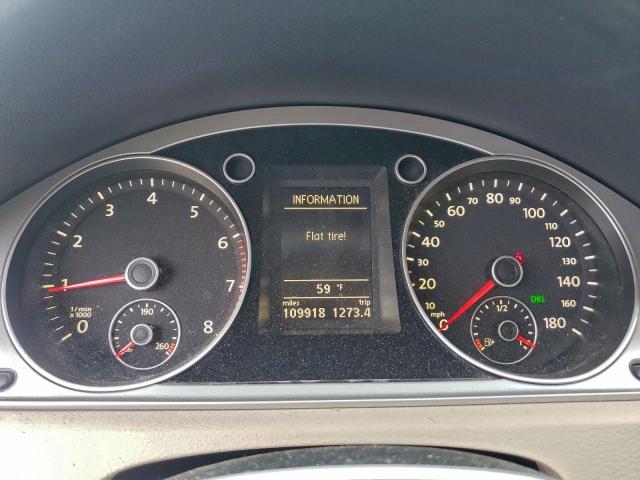 INFORMATION
Flat tire!
59 °F
miles trip
109918 1273.4
0 1 2 3 4 5 6 7 8
1/min
x1000
190
260
0 10 20 30 40 50 60 70 80 90 100 110 120 140 160 180
mph
DRL
1/2